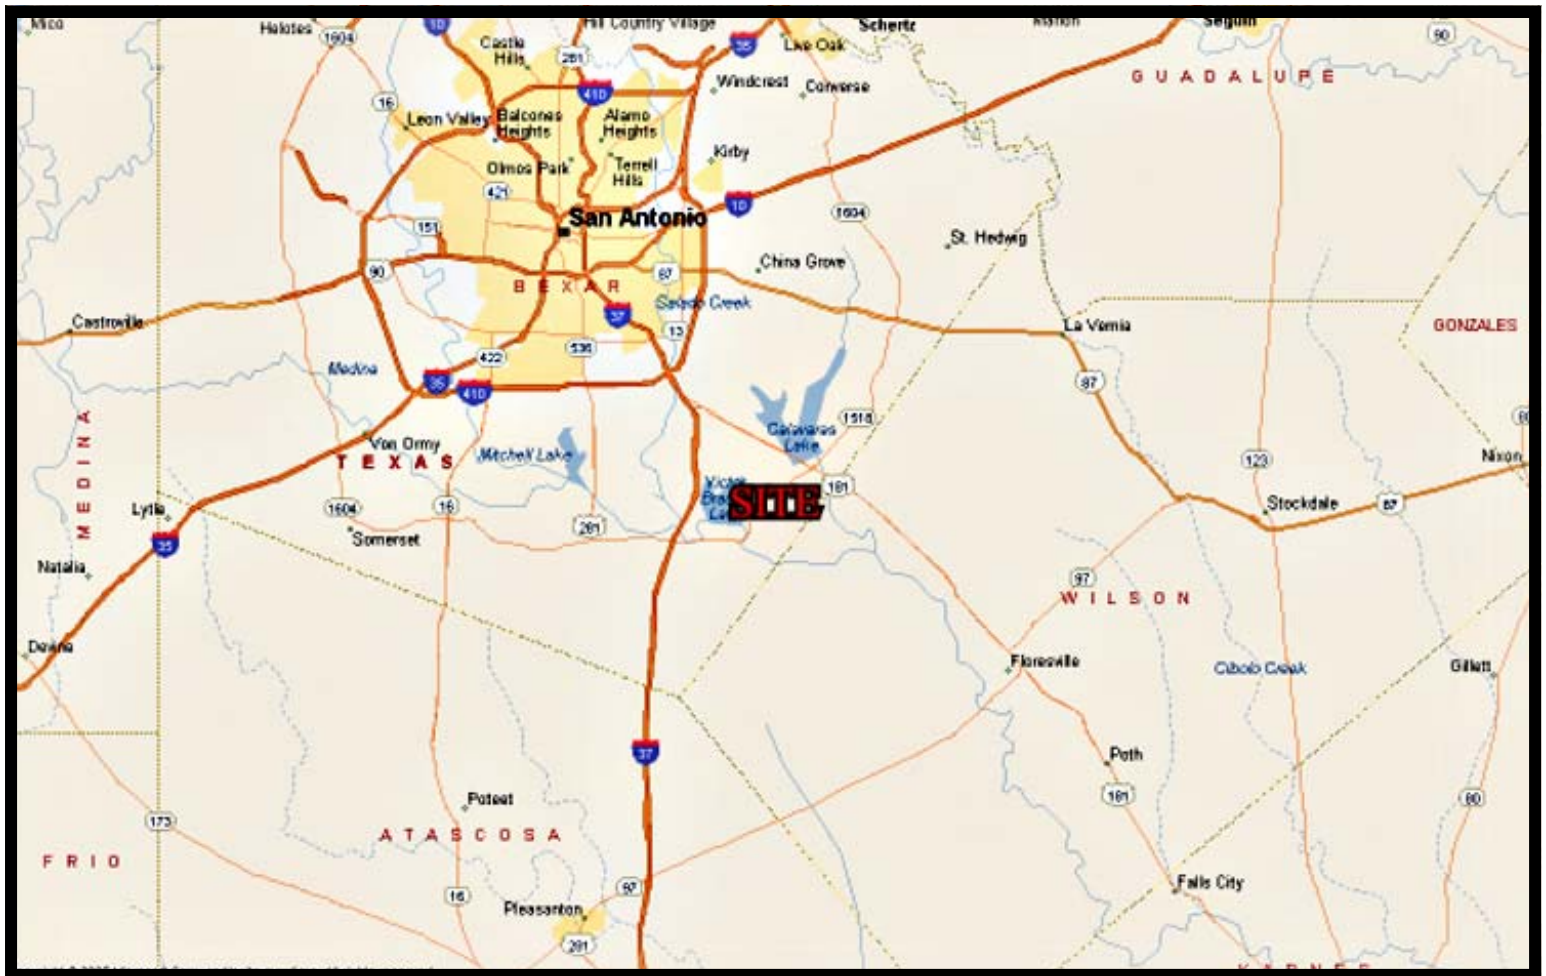 Mico
Helotes
1604
10
Castle
Hills
281
Hill Country Village
35
Live Oak
Schertz
Marion
Seguin
90
GUADALUPE
410
Windcrest
Converse
16
Leon Valley
Balcones
Heights
Alamo
Heights
Kirby
Olmos Park
Terrell
Hills
421
10
San Antonio
1604
151
St. Hedwig
90
China Grove
87
BEXAR
Salado Creek
37
Castroville
13
La Vernia
GONZALES
422
536
Medina
35
410
87
MEDINA
1518
Calaveras
Lake
Von Ormy
TEXAS
Mitchell Lake
123
Nixon
181
SITE
Lytle
1604
16
281
Stockdale
87
35
Somerset
Natalia
97
WILSON
Devine
Floresville
Cibolo Creek
Gillett
37
Poth
181
Poteet
80
173
ATASCOSA
FRIO
97
Falls City
16
Pleasanton
281
KARNES